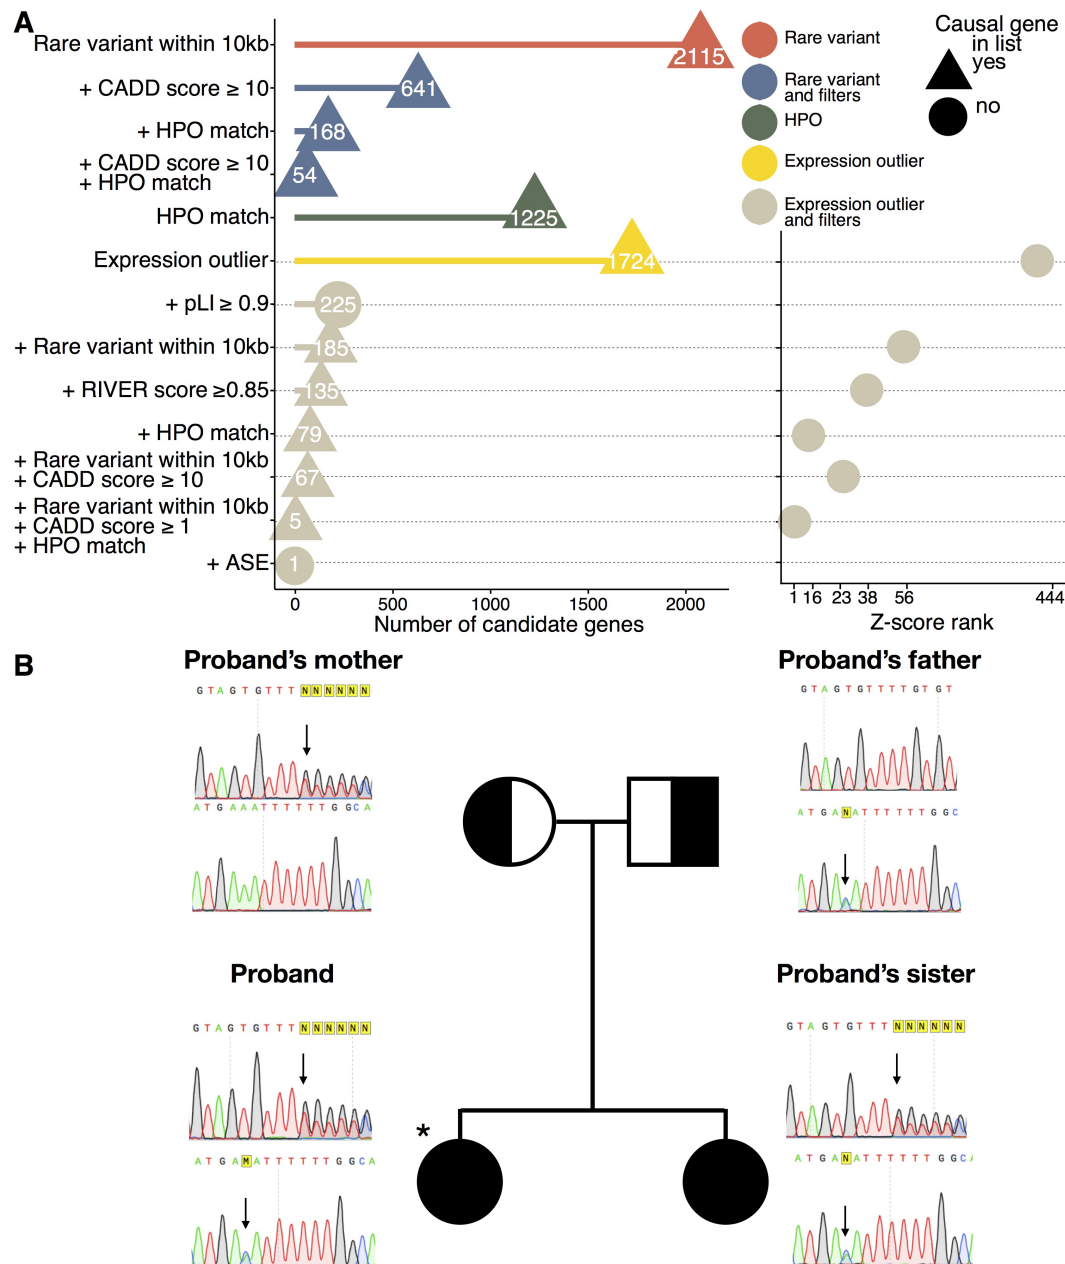 A
Rare variant within 10kb
2115
+ CADD score ≥ 10
641
+ HPO match
168
+ CADD score ≥ 10
+ HPO match
54
HPO match
1225
Expression outlier
1724
+ pLI ≥ 0.9
225
+ Rare variant within 10kb
185
+ RIVER score ≥0.85
135
+ HPO match
79
+ Rare variant within 10kb
+ CADD score ≥ 10
67
+ Rare variant within 10kb
+ CADD score ≥ 1
+ HPO match
5
+ ASE
1
0 500 1000 1500 2000
Number of candidate genes
Rare variant
Rare variant
and filters
HPO
Expression outlier
Expression outlier
and filters
Causal gene
in list
yes
no
1 16 23 38 56 444
Z-score rank
B
Proband's mother
G T A G T G T T T N N N N N N
A T G A A A T T T T T T G G C A
Proband's father
G T A G T G T T T T G T G T
A T G A N A T T T T T T G G C
Proband
G T A G T G T T T N N N N N N
A T G A M A T T T T T T G G C A
*
Proband's sister
G T A G T G T T T N N N N N N
A T G A N A T T T T T T G G C A